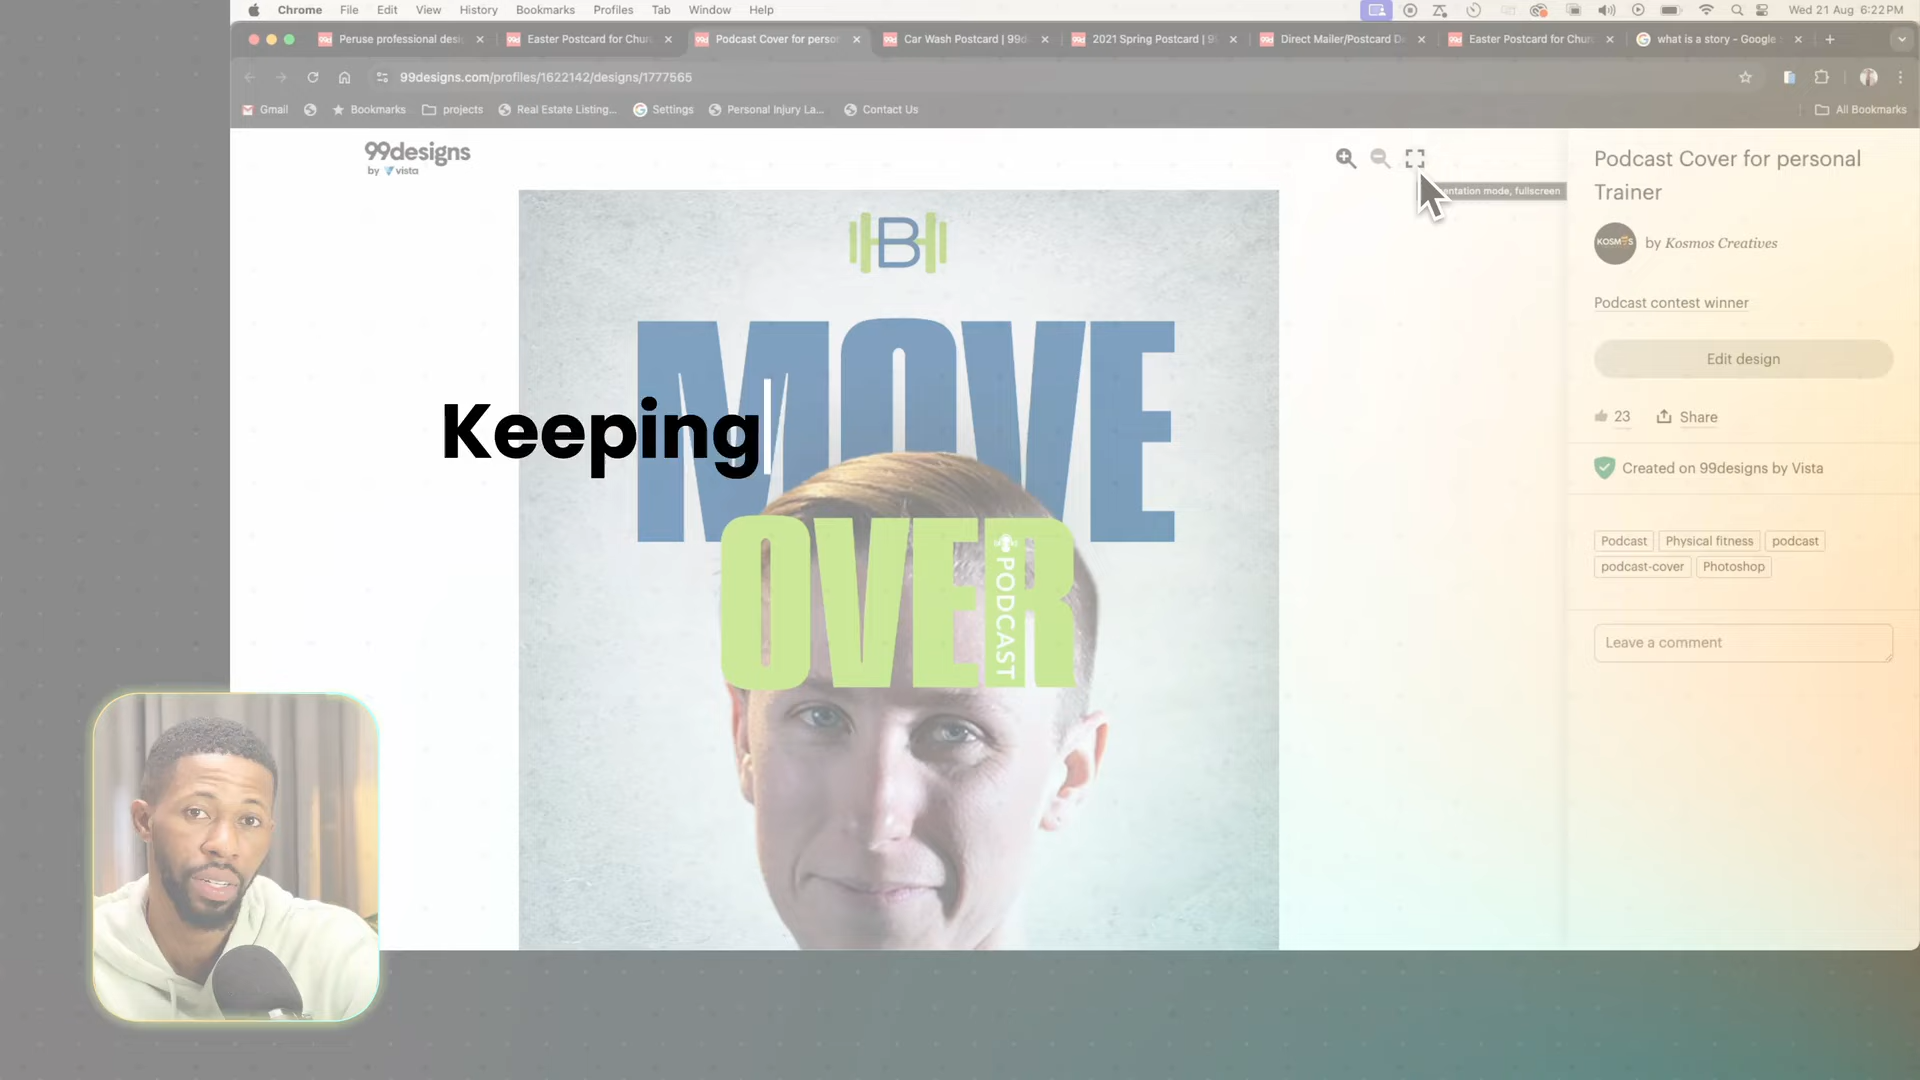 Chrome File Edit View History Bookmarks Profiles Tab Window Help Wed 21 Aug 6:22 PM
Peruse professional desi Easter Postcard for Chur Podcast Cover for perso Car Wash Postcard | 99d 2021 Spring Postcard | 9 Direct Mailer/Postcard D Easter Postcard for Chur what is a story - Google
99designs.com/profiles/1622142/designs/1777565
Gmail Bookmarks projects Real Estate Listing... Settings Personal Injury La... Contact Us All Bookmarks
99designs
by vista
entation mode, fullscreen
B
MOVE
OVER
PODCAST
Keeping
Podcast Cover for personal
Trainer
KOSMOS
by Kosmos Creatives
Podcast contest winner
Edit design
23 Share
Created on 99designs by Vista
Podcast Physical fitness podcast
podcast-cover Photoshop
Leave a comment